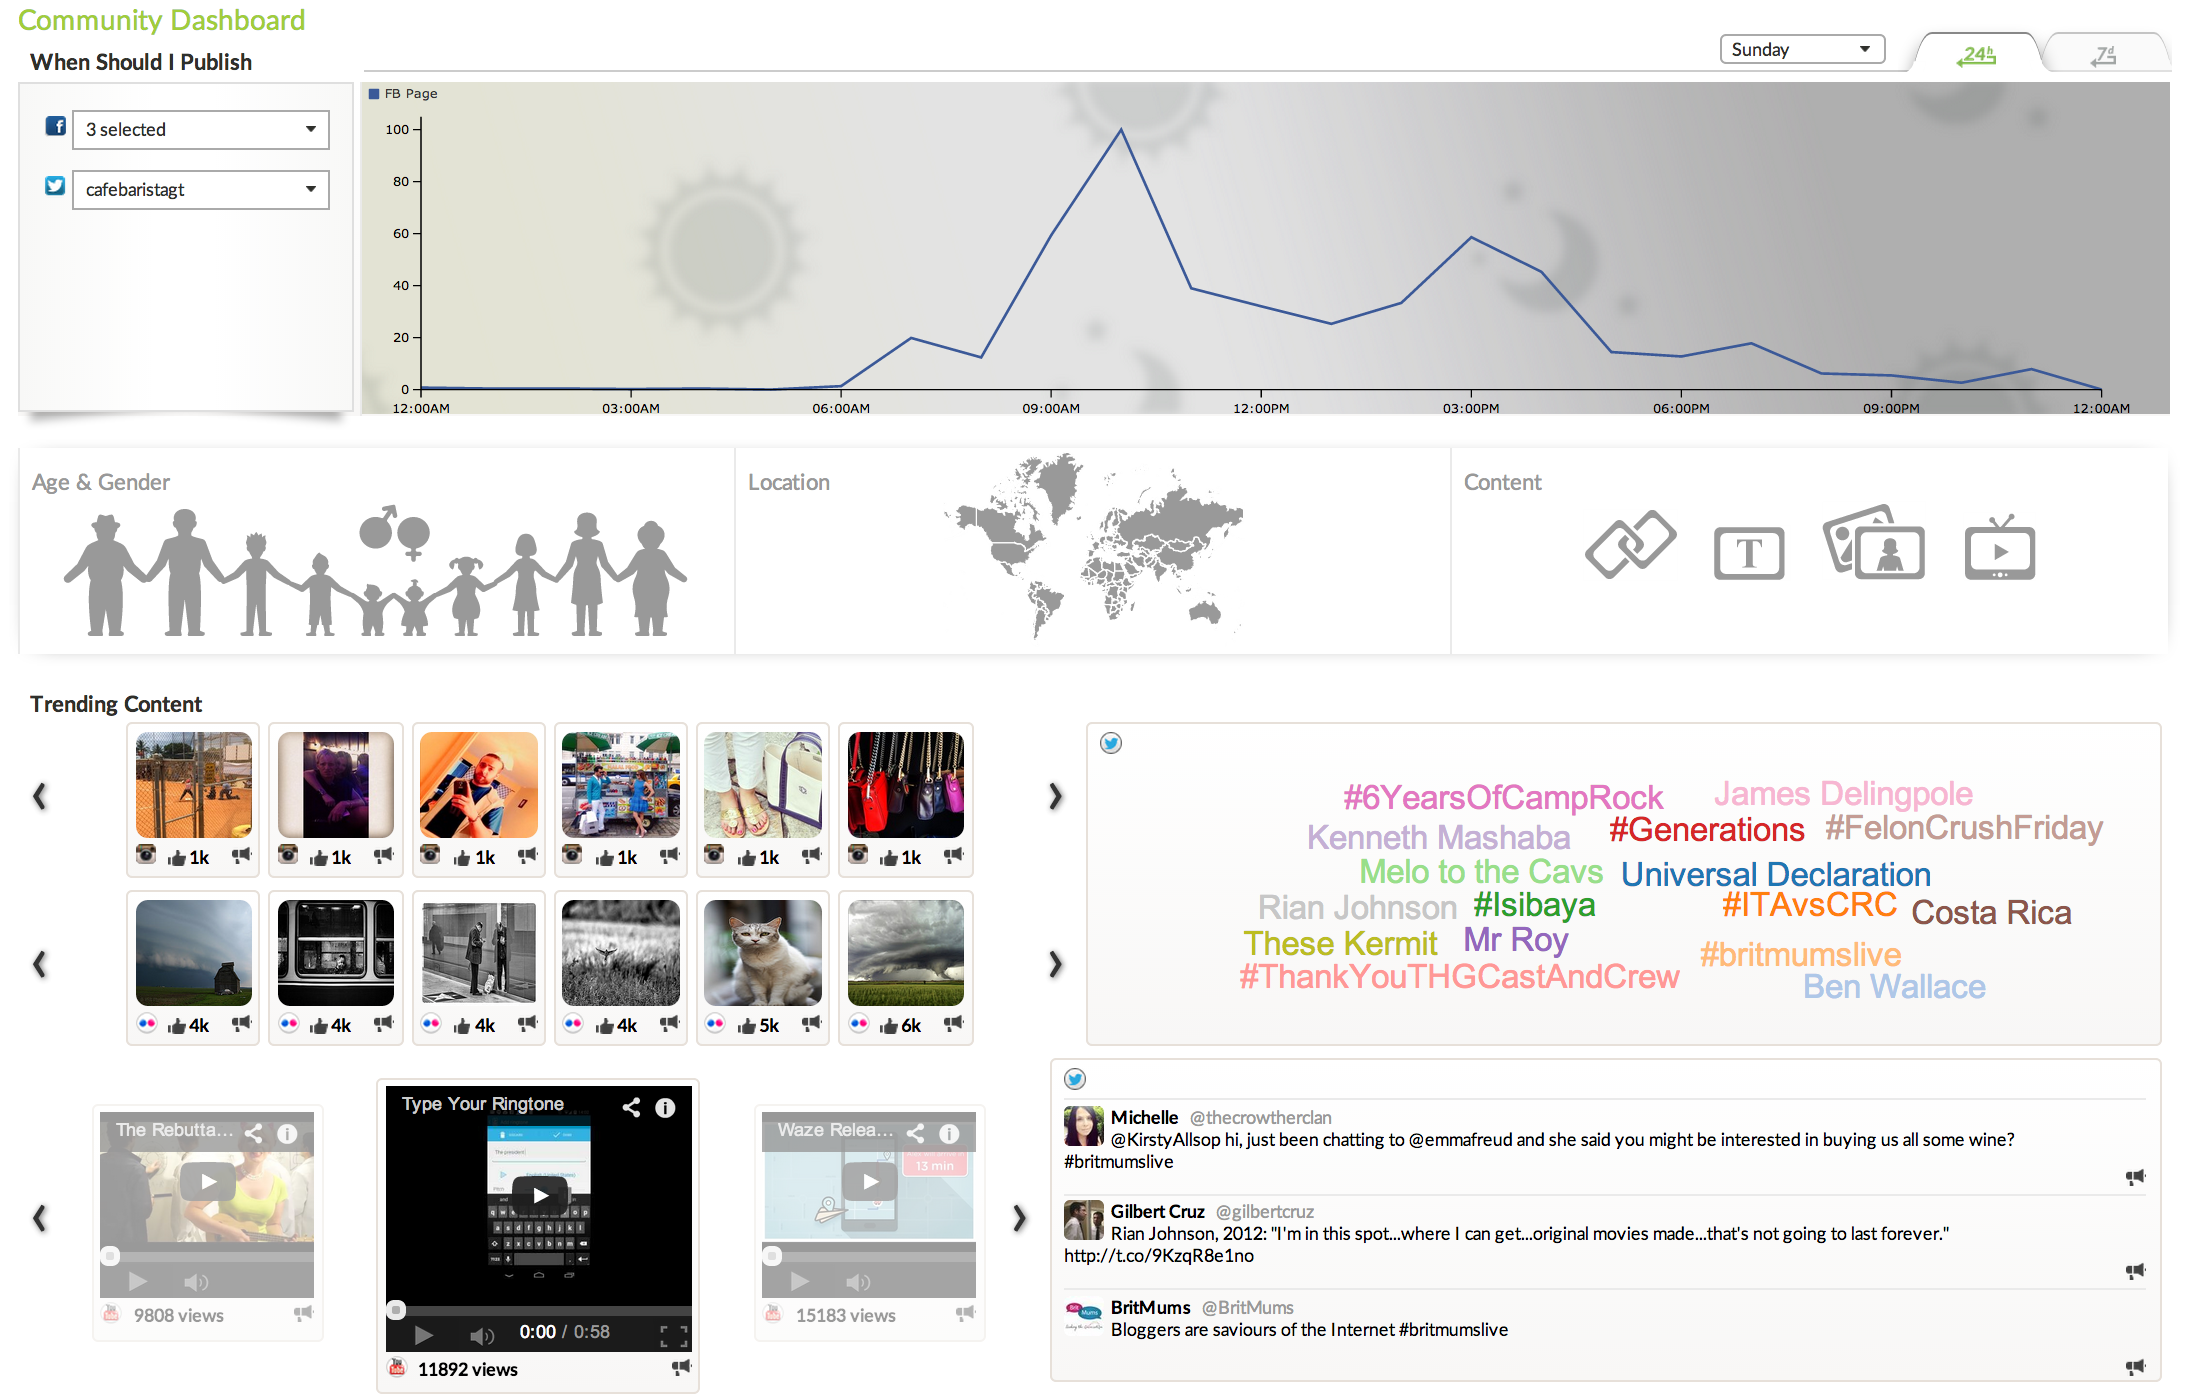 Community Dashboard
When Should I Publish
Sunday
24h
7d
3 selected
cafebaristagt
FB Page
100
80
60
40
20
0
12:00AM 03:00AM 06:00AM 09:00AM 12:00PM 03:00PM 06:00PM 09:00PM 12:00AM
Age & Gender
Location
Content
T
Trending Content
1k 1k 1k 1k 1k 1k
4k 4k 4k 4k 5k 6k
#6YearsOfCampRock James Delingpole
Kenneth Mashaba #Generations #FelonCrushFriday
Melo to the Cavs Universal Declaration
Rian Johnson #Isibaya #ITAvsCRC Costa Rica
These Kermit Mr Roy #britmumslive
#ThankYouTHGCastAndCrew Ben Wallace
The Rebutta...
9808 views
Type Your Ringtone
The president
English (United States)
0:00 / 0:58
11892 views
Waze Relea...
13 min
15183 views
Michelle @thecrowtherclan
@KirstyAllsop hi, just been chatting to @emmafreud and she said you might be interested in buying us all some wine?
#britmumslive
Gilbert Cruz @gilbertcruz
Rian Johnson, 2012: "I'm in this spot...where I can get...original movies made...that's not going to last forever."
http://t.co/9KzqR8e1no
BritMums @BritMums
Bloggers are saviours of the Internet #britmumslive